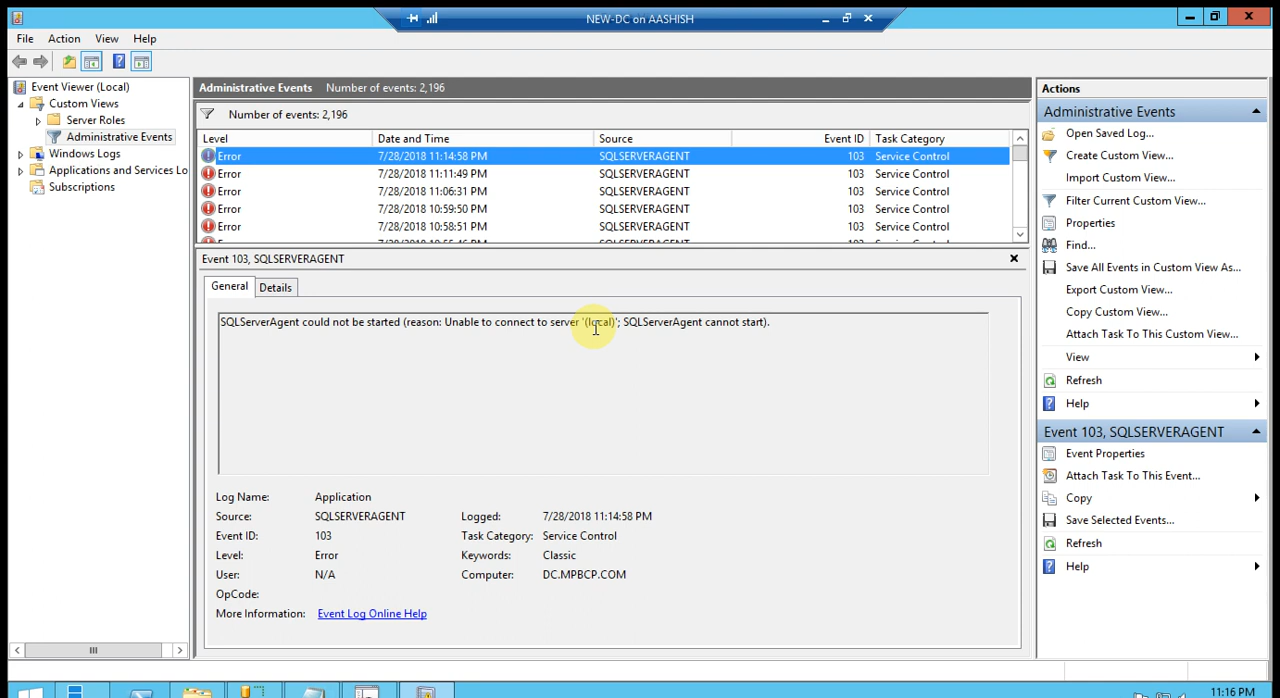 NEW-DC on AASHISH
File Action View Help
Event Viewer (Local)
Custom Views
Server Roles
Administrative Events
Windows Logs
Applications and Services Lo
Subscriptions
Administrative Events Number of events: 2,196
Number of events: 2,196
Level Date and Time Source Event ID Task Category
Error 7/28/2018 11:14:58 PM SQLSERVERAGENT 103 Service Control
Error 7/28/2018 11:11:49 PM SQLSERVERAGENT 103 Service Control
Error 7/28/2018 11:06:31 PM SQLSERVERAGENT 103 Service Control
Error 7/28/2018 10:59:50 PM SQLSERVERAGENT 103 Service Control
Error 7/28/2018 10:58:51 PM SQLSERVERAGENT 103 Service Control
Event 103, SQLSERVERAGENT
General Details
SQLServerAgent could not be started (reason: Unable to connect to server '(local)'; SQLServerAgent cannot start).
Log Name: Application
Source: SQLSERVERAGENT Logged: 7/28/2018 11:14:58 PM
Event ID: 103 Task Category: Service Control
Level: Error Keywords: Classic
User: N/A Computer: DC.MPBCP.COM
OpCode:
More Information: Event Log Online Help
Actions
Administrative Events
Open Saved Log...
Create Custom View...
Import Custom View...
Filter Current Custom View...
Properties
Find...
Save All Events in Custom View As...
Export Custom View...
Copy Custom View...
Attach Task To This Custom View...
View
Refresh
Help
Event 103, SQLSERVERAGENT
Event Properties
Attach Task To This Event...
Copy
Save Selected Events...
Refresh
Help
11:16 PM